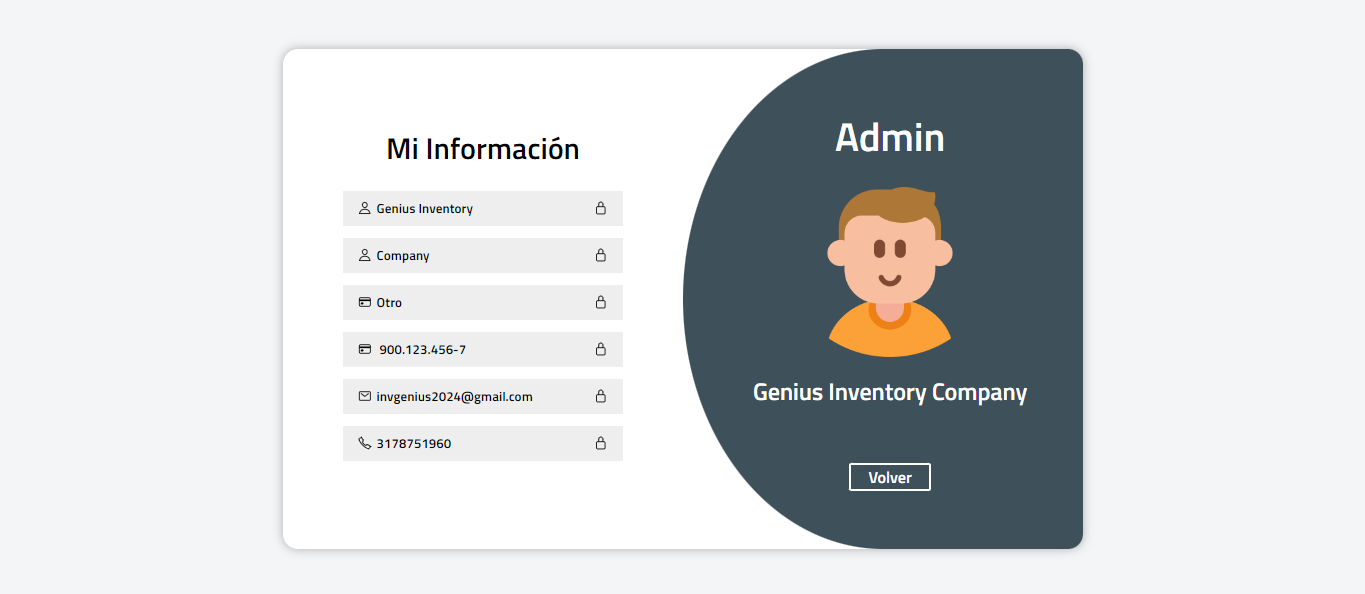 Mi Información
Genius Inventory
Company
Otro
900.123.456-7
invgenius2024@gmail.com
3178751960
Admin
Genius Inventory Company
Volver